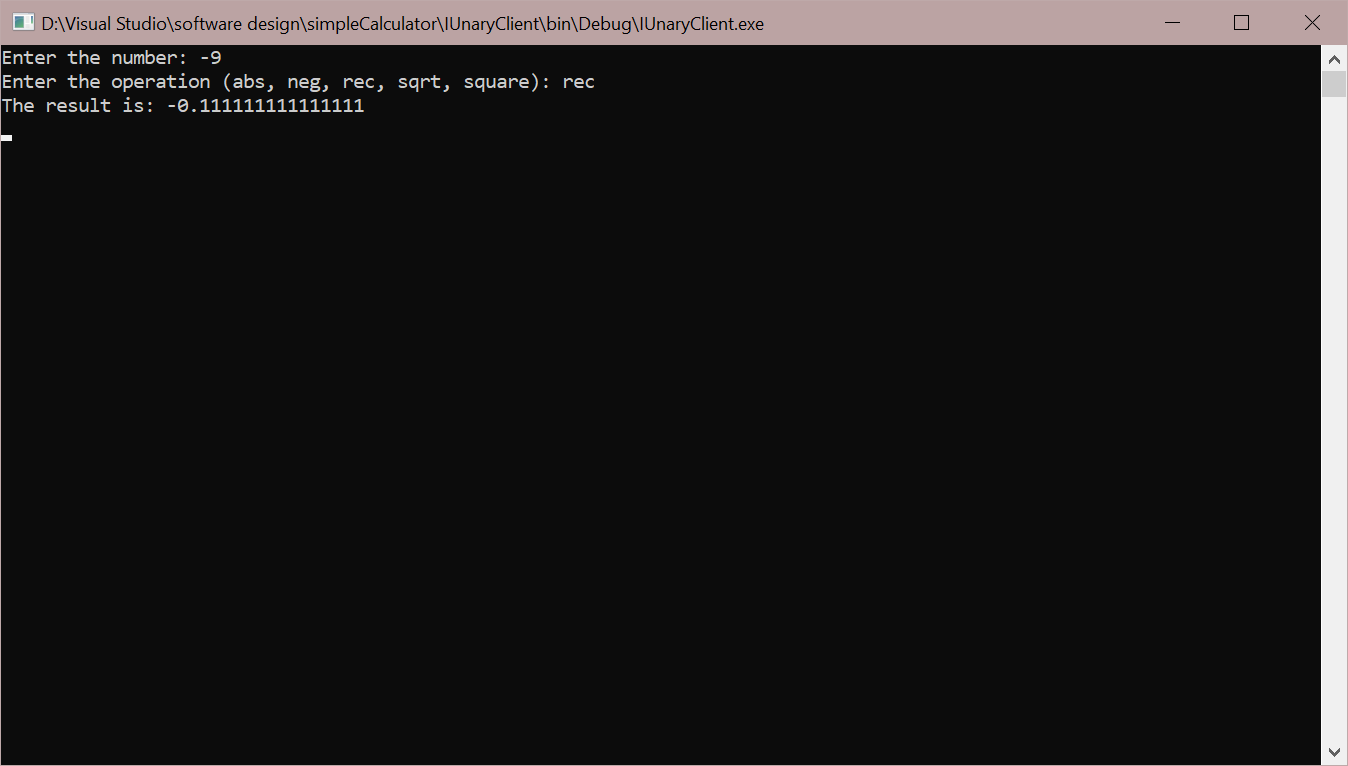 D:\Visual Studio\software design\simpleCalculator\IUnaryClient\bin\Debug\IUnaryClient.exe
Enter the number: -9
Enter the operation (abs, neg, rec, sqrt, square): rec
The result is: -0.111111111111111